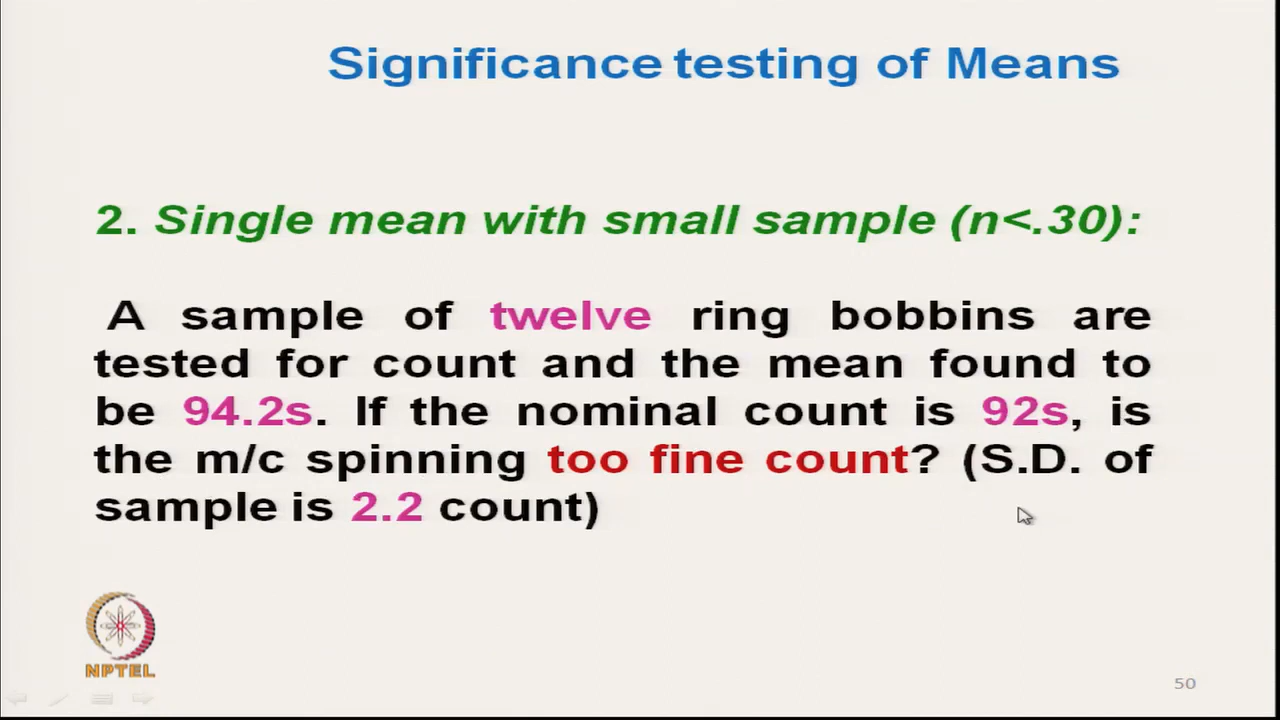 Significance testing of Means
2. Single mean with small sample (n<.30):
A sample of twelve ring bobbins are
tested for count and the mean found to
be 94.2s. If the nominal count is 92s, is
the m/c spinning too fine count? (S.D. of
sample is 2.2 count)
NPTEL
50